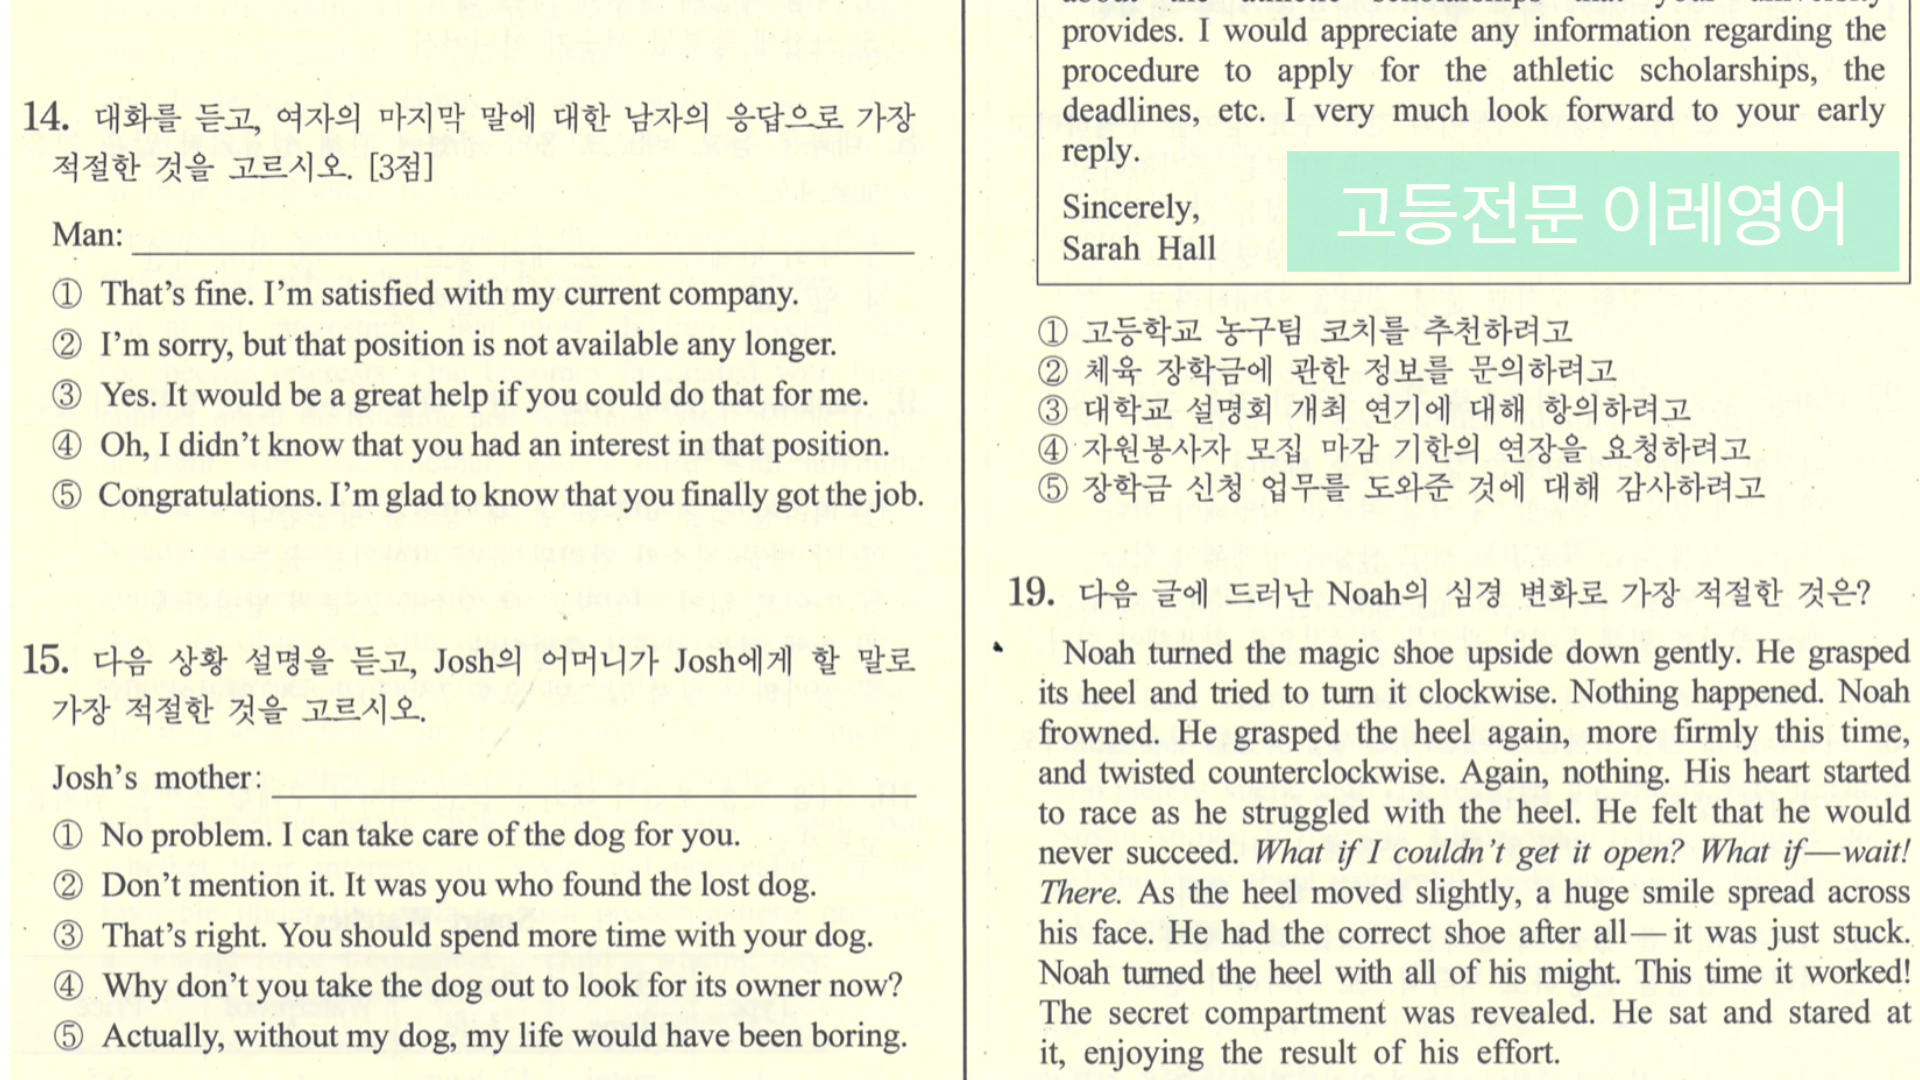 14. 대화를 듣고, 여자의 마지막 말에 대한 남자의 응답으로 가장
적절한 것을 고르시오. [3점]
Man:
① That's fine. I'm satisfied with my current company.
② I'm sorry, but that position is not available any longer.
③ Yes. It would be a great help if you could do that for me.
④ Oh, I didn't know that you had an interest in that position.
⑤ Congratulations. I'm glad to know that you finally got the job.
15. 다음 상황 설명을 듣고, Josh의 어머니가 Josh에게 할 말로
가장 적절한 것을 고르시오.
Josh's mother:
① No problem. I can take care of the dog for you.
② Don't mention it. It was you who found the lost dog.
③ That's right. You should spend more time with your dog.
④ Why don't you take the dog out to look for its owner now?
⑤ Actually, without my dog, my life would have been boring.
provides. I would appreciate any information regarding the
procedure to apply for the athletic scholarships, the
deadlines, etc. I very much look forward to your early
reply.
고등전문 이레영어
Sincerely,
Sarah Hall
① 고등학교 농구팀 코치를 추천하려고
② 체육 장학금에 관한 정보를 문의하려고
③ 대학교 설명회 개최 연기에 대해 항의하려고
④ 자원봉사자 모집 마감 기한의 연장을 요청하려고
⑤ 장학금 신청 업무를 도와준 것에 대해 감사하려고
19. 다음 글에 드러난 Noah의 심경 변화로 가장 적절한 것은?
Noah turned the magic shoe upside down gently. He grasped
its heel and tried to turn it clockwise. Nothing happened. Noah
frowned. He grasped the heel again, more firmly this time,
and twisted counterclockwise. Again, nothing. His heart started
to race as he struggled with the heel. He felt that he would
never succeed. What if I couldn't get it open? What if—wait!
There. As the heel moved slightly, a huge smile spread across
his face. He had the correct shoe after all—it was just stuck.
Noah turned the heel with all of his might. This time it worked!
The secret compartment was revealed. He sat and stared at
it, enjoying the result of his effort.